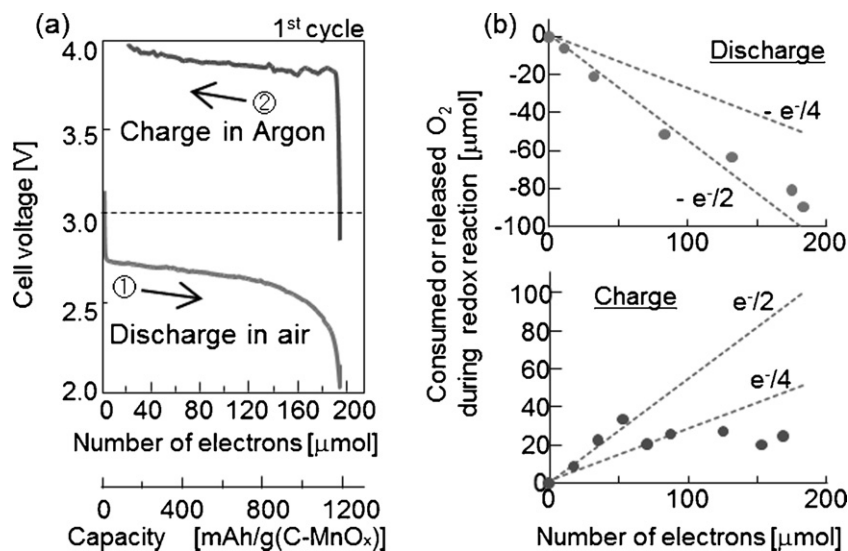 (a)
1st cycle
4.0
3.5
3.0
2.5
2.0
Cell voltage [V]
②
Charge in Argon
①
Discharge in air
0 40 80 120 160 200
Number of electrons [μmol]
0 400 800 1200
Capacity [mAh/g(C-MnOx)]
(b)
Consumed or released O2
during redox reaction [μmol]
0
-20
-40
-60
-80
-100
Discharge
- e-/4
- e-/2
0 100 200
100
80
60
40
20
0
Charge
e-/2
e-/4
0 100 200
Number of electrons [μmol]